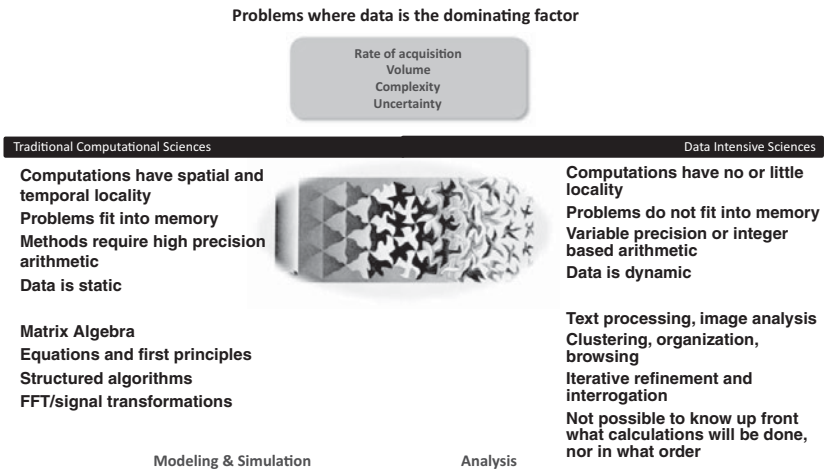 Problems where data is the dominating factor
Rate of acquisition
Volume
Complexity
Uncertainty
Traditional Computational Sciences
Data Intensive Sciences
Computations have spatial and
temporal locality
Problems fit into memory
Methods require high precision
arithmetic
Data is static
Matrix Algebra
Equations and first principles
Structured algorithms
FFT/signal transformations
Computations have no or little
locality
Problems do not fit into memory
Variable precision or integer
based arithmetic
Data is dynamic
Text processing, image analysis
Clustering, organization,
browsing
Iterative refinement and
interrogation
Not possible to know up front
what calculations will be done,
nor in what order
Modeling & Simulation
Analysis